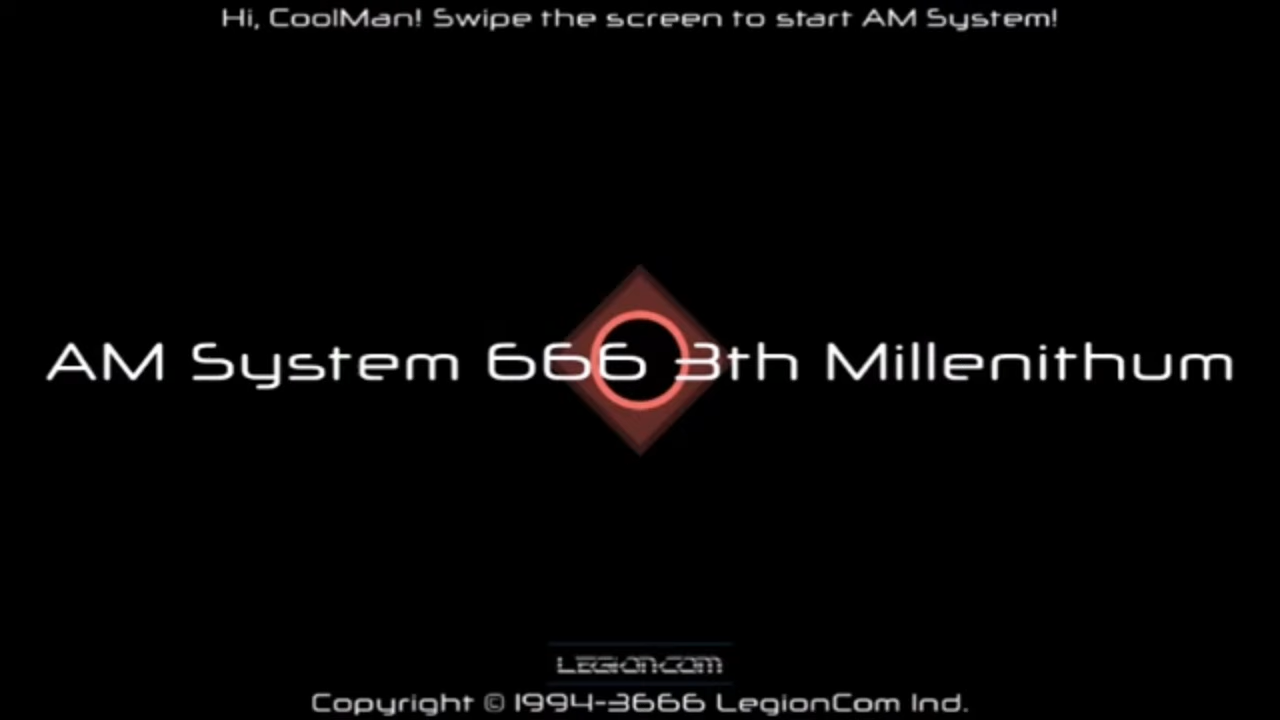 Hi, CoolMan! Swipe the screen to start AM System!
AM System 666 3th Millenithum
LEGIONCOM
Copyright © 1994-3666 LegionCom Ind.